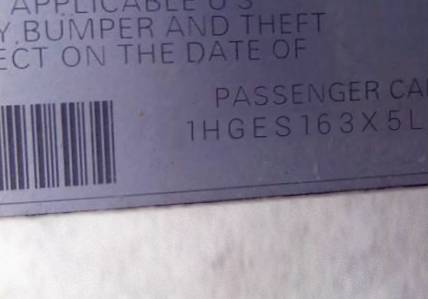 APPLICABLE U S
Y, BUMPER AND THEFT
ECT ON THE DATE OF
PASSENGER CA
1HGES163X5L